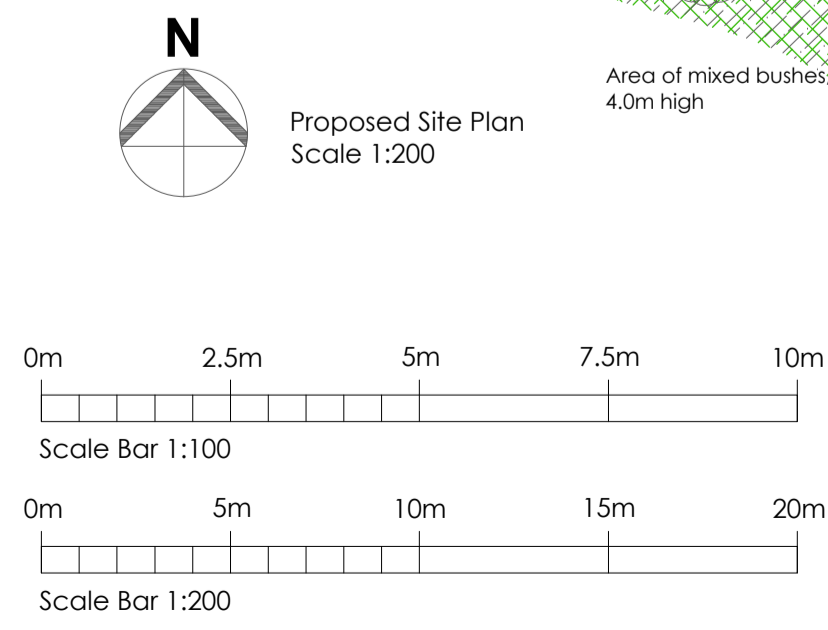 N
Proposed Site Plan
Scale 1:200
Area of mixed bushes;
4.0m high
0m 2.5m 5m 7.5m 10m
Scale Bar 1:100
0m 5m 10m 15m 20m
Scale Bar 1:200